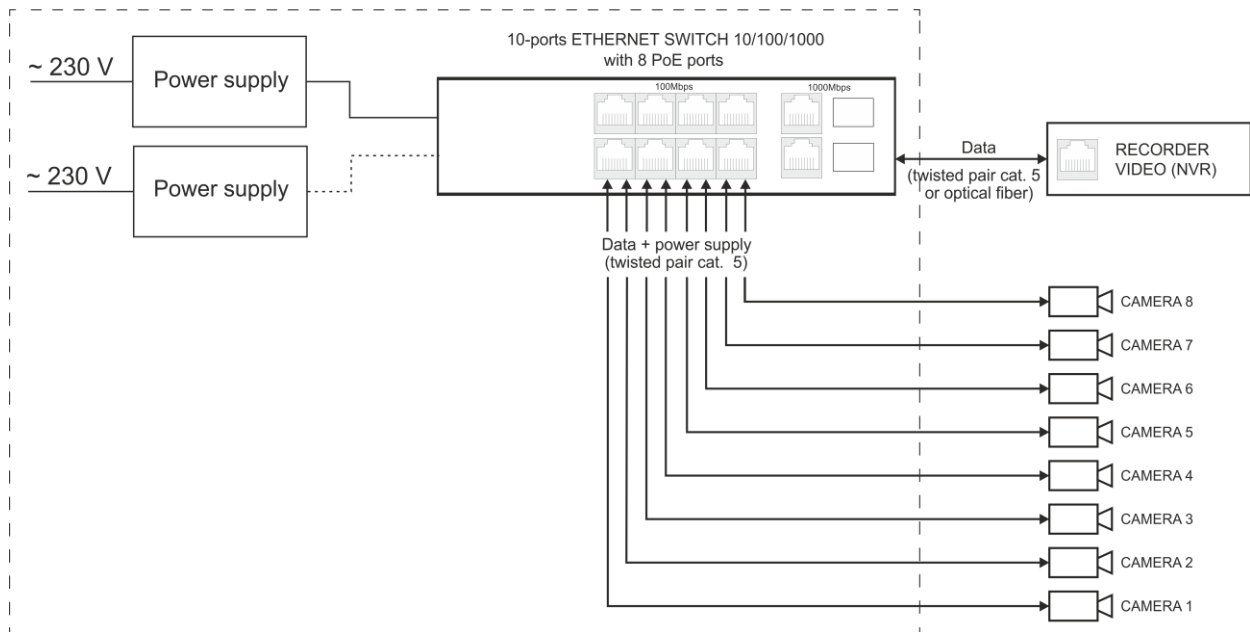 10-ports ETHERNET SWITCH 10/100/1000
with 8 PoE ports
~ 230 V
Power supply
100Mbps
1000Mbps
~ 230 V
Power supply
Data
(twisted pair cat. 5
or optical fiber)
RECORDER
VIDEO (NVR)
Data + power supply
(twisted pair cat. 5)
CAMERA 8
CAMERA 7
CAMERA 6
CAMERA 5
CAMERA 4
CAMERA 3
CAMERA 2
CAMERA 1